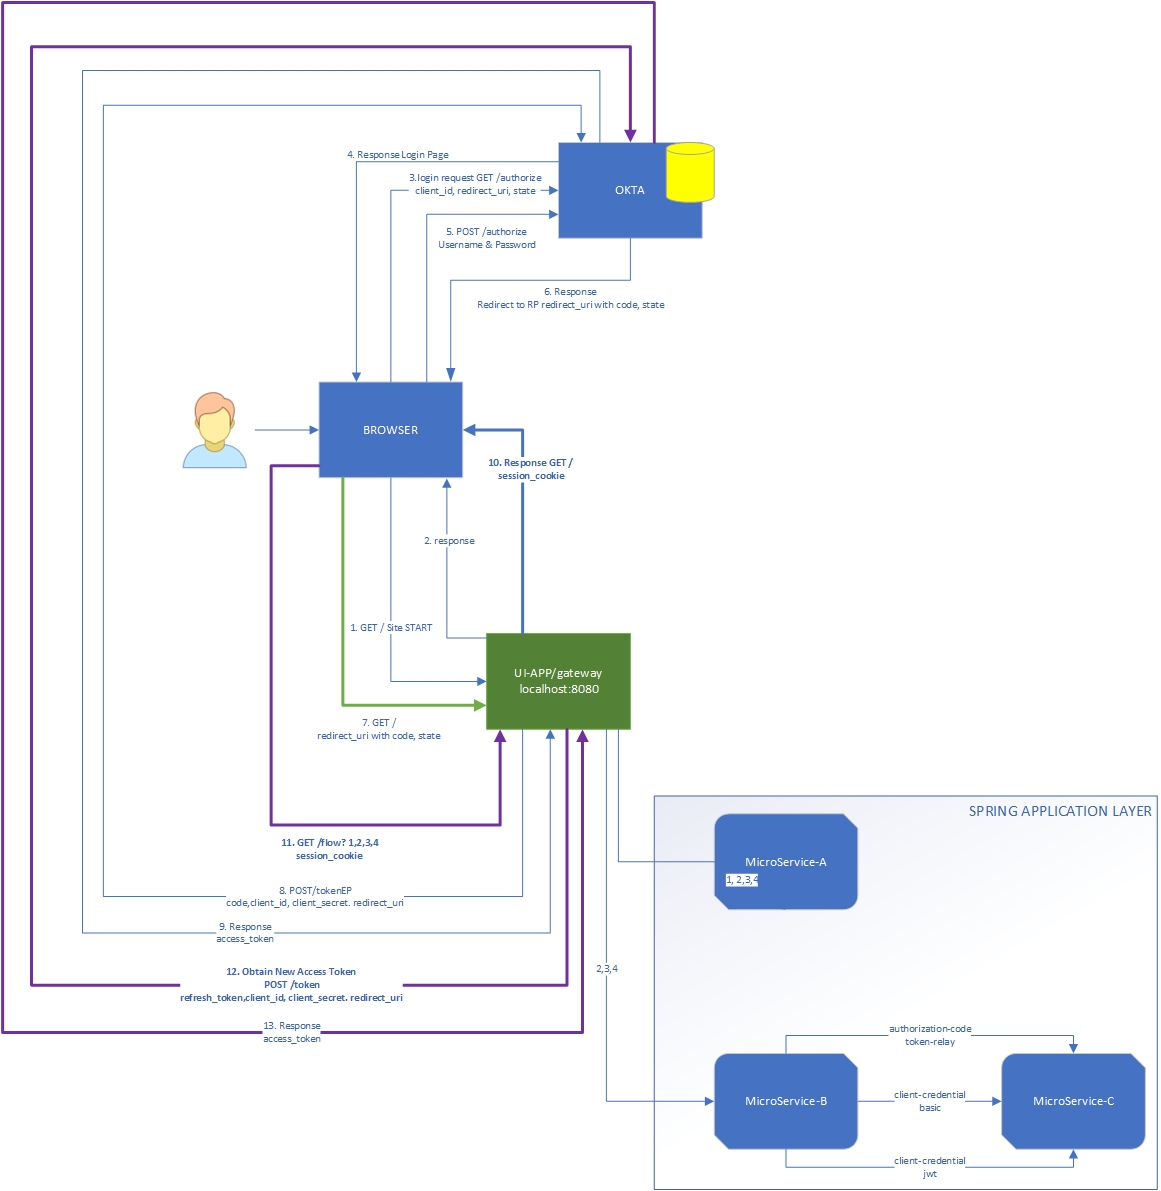 4. Response Login Page
3.login request GET /authorize
client_id, redirect_uri, state
OKTA
5. POST /authorize
Username & Password
6. Response
Redirect to RP redirect_uri with code, state
BROWSER
10. Response GET /
session_cookie
2. response
1. GET / Site START
UI-APP/gateway
localhost:8080
7. GET /
redirect_uri with code, state
SPRING APPLICATION LAYER
11. GET /flow? 1,2,3,4
session_cookie
MicroService-A
1, 2,3,4
8. POST/tokenEP
code,client_id, client_secret. redirect_uri
9. Response
access_token
12. Obtain New Access Token
POST /token
refresh_token,client_id, client_secret. redirect_uri
2,3,4
13. Response
access_token
authorization-code
token-relay
MicroService-B
client-credential
basic
MicroService-C
client-credential
jwt